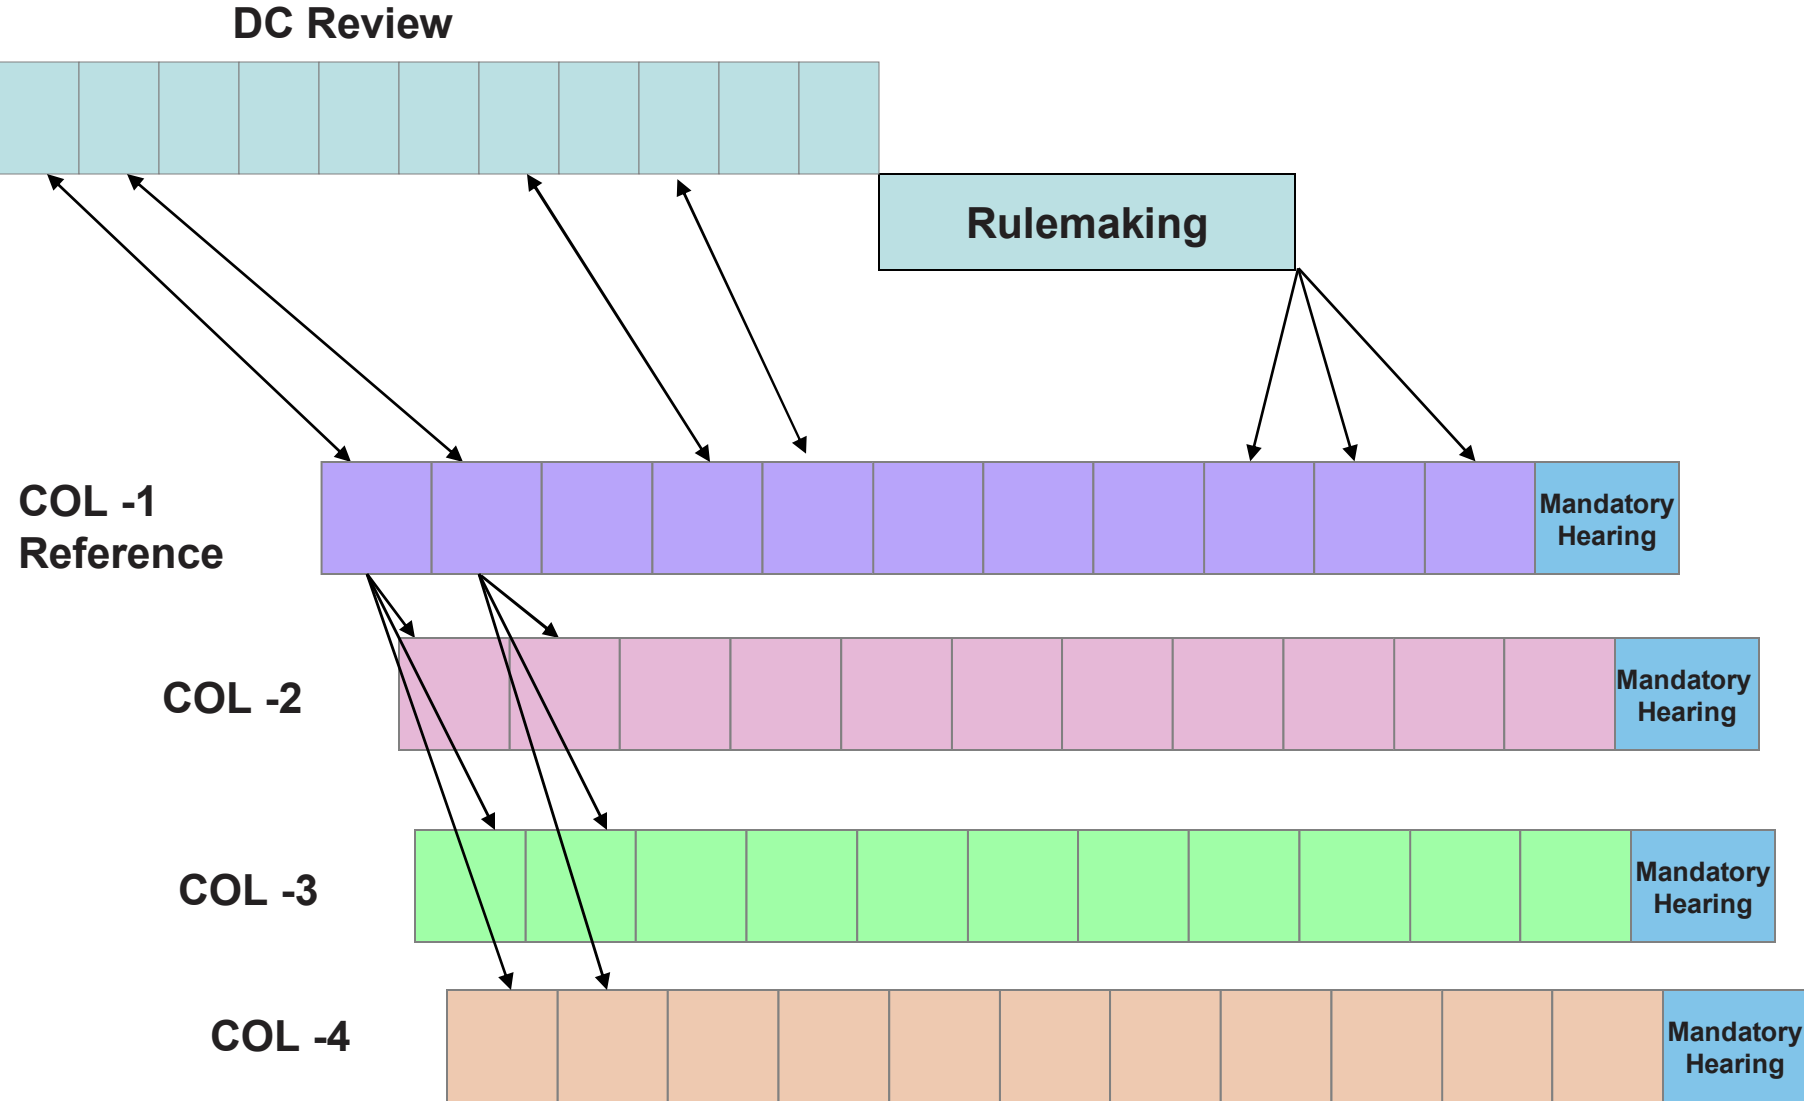 DC Review
Rulemaking
COL -1
Reference
Mandatory
Hearing
COL -2
Mandatory
Hearing
COL -3
Mandatory
Hearing
COL -4
Mandatory
Hearing